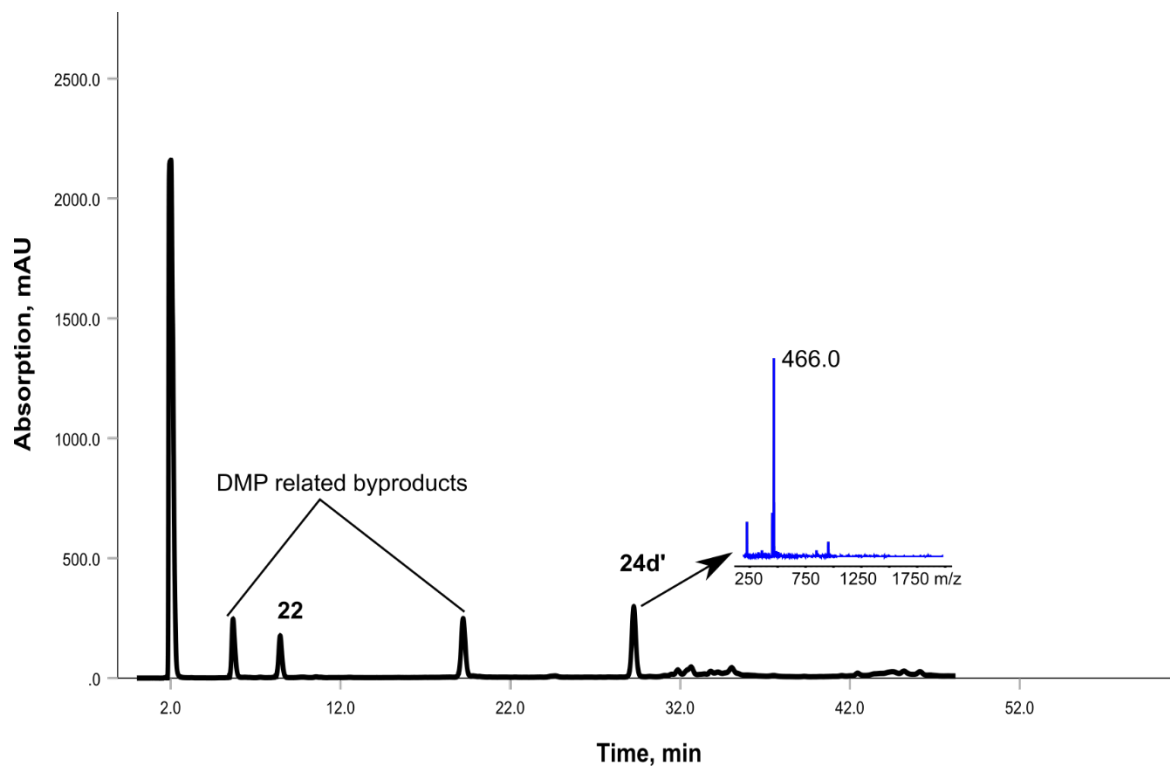 2500.0
2000.0
1500.0
1000.0
500.0
.0
Absorption, mAU
466.0
DMP related byproducts
24d'
250 750 1250 1750 m/z
22
2.0 12.0 22.0 32.0 42.0 52.0
Time, min